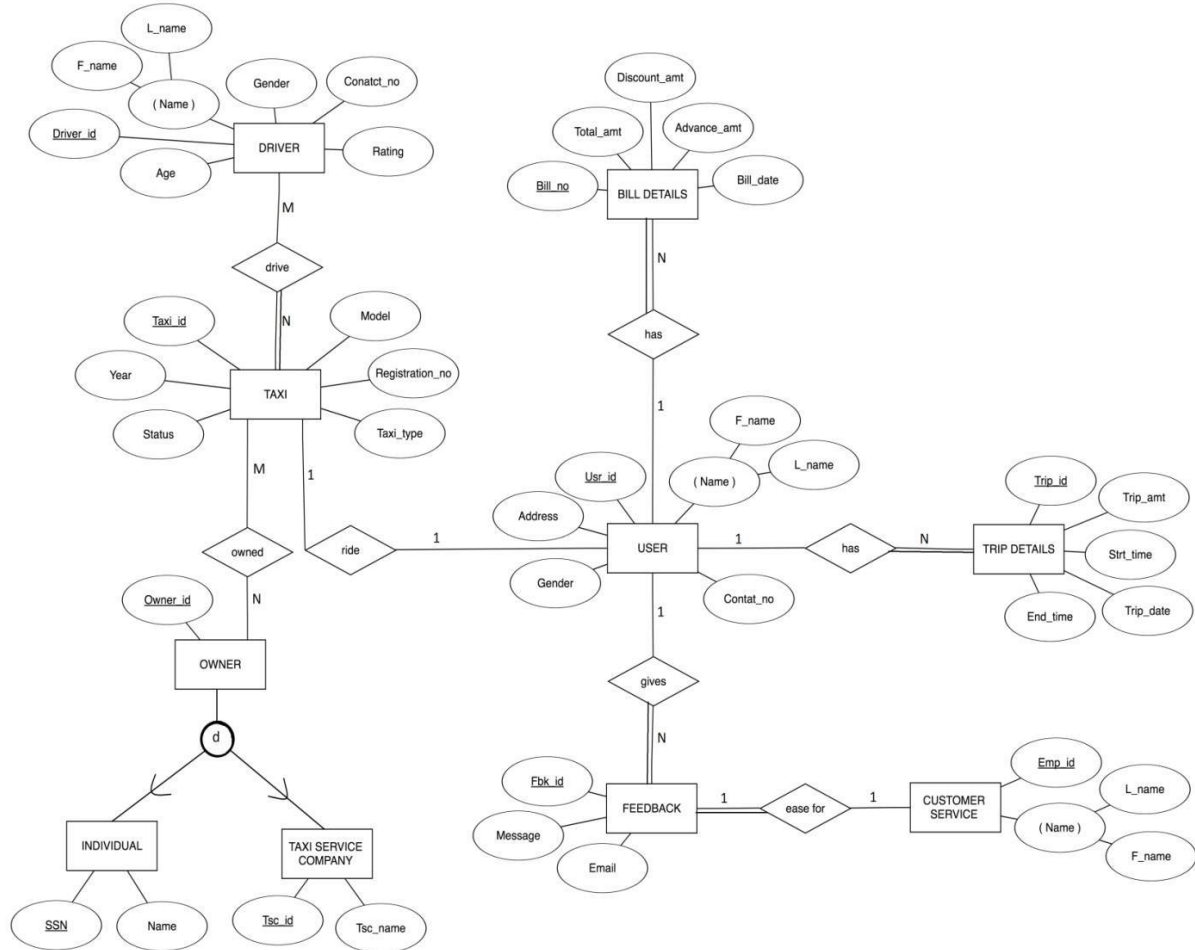 L_name
F_name
Gender
Conatct_no
( Name )
Driver_id
DRIVER
Rating
Age
M
drive
N
Taxi_id
Model
Year
Registration_no
TAXI
Status
Taxi_type
M
1
owned
ride
1
N
Owner_id
OWNER
d
INDIVIDUAL
TAXI SERVICE
COMPANY
SSN
Name
Tsc_id
Tsc_name
Discount_amt
Total_amt
Advance_amt
Bill_no
Bill_date
BILL DETAILS
N
has
1
F_name
Usr_id
( Name )
L_name
Address
USER
Gender
Contat_no
1
has
N
Trip_id
Trip_amt
TRIP DETAILS
Strt_time
End_time
Trip_date
1
gives
N
Fbk_id
FEEDBACK
Message
Email
1
ease for
1
CUSTOMER
SERVICE
Emp_id
L_name
( Name )
F_name